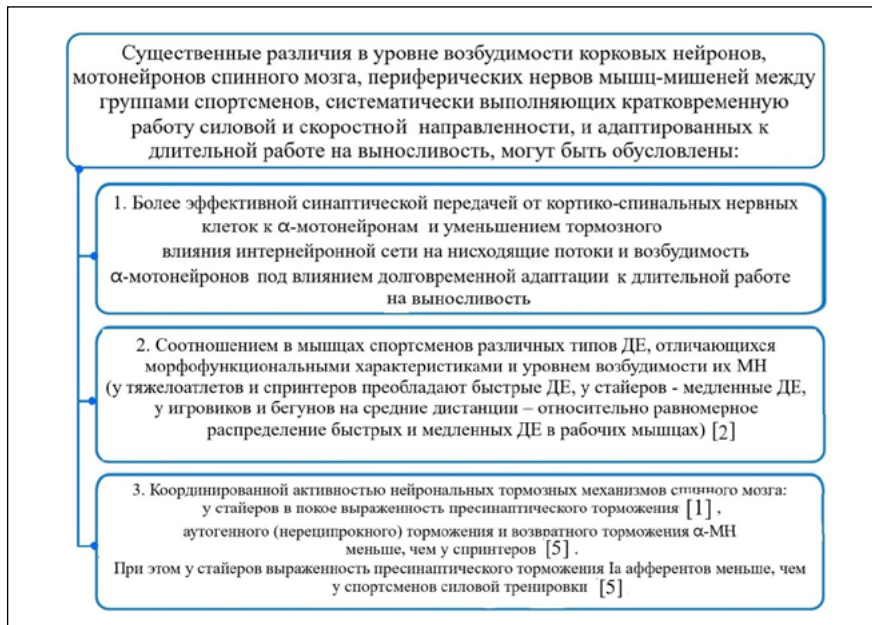 Существенные различия в уровне возбудимости корковых нейронов,
мотонейронов спинного мозга, периферических нервов мышц-мишеней между
группами спортсменов, систематически выполняющих кратковременную
работу силовой и скоростной направленности, и адаптированных к
длительной работе на выносливость, могут быть обусловлены:
1. Более эффективной синаптической передачей от кортико-спинальных нервных
клеток к α-мотонейронам и уменьшением тормозного
влияния интернейронной сети на нисходящие потоки и возбудимость
α-мотонейронов под влиянием долговременной адаптации к длительной работе
на выносливость
2. Соотношением в мышцах спортсменов различных типов ДЕ, отличающихся
морфофункциональными характеристиками и уровнем возбудимости их МН
(у тяжелоатлетов и спринтеров преобладают быстрые ДЕ, у стайеров - медленные ДЕ,
у игровиков и бегунов на средние дистанции – относительно равномерное
распределение быстрых и медленных ДЕ в рабочих мышцах) [2]
3. Координированной активностью нейрональных тормозных механизмов спинного мозга:
у стайеров в покое выраженность пресинаптического торможения [1] ,
аутогенного (нереципрокного) торможения и возвратного торможения α-МН
меньше, чем у спринтеров [5] .
При этом у стайеров выраженность пресинаптического торможения Ia афферентов меньше, чем
у спортсменов силовой тренировки [5]